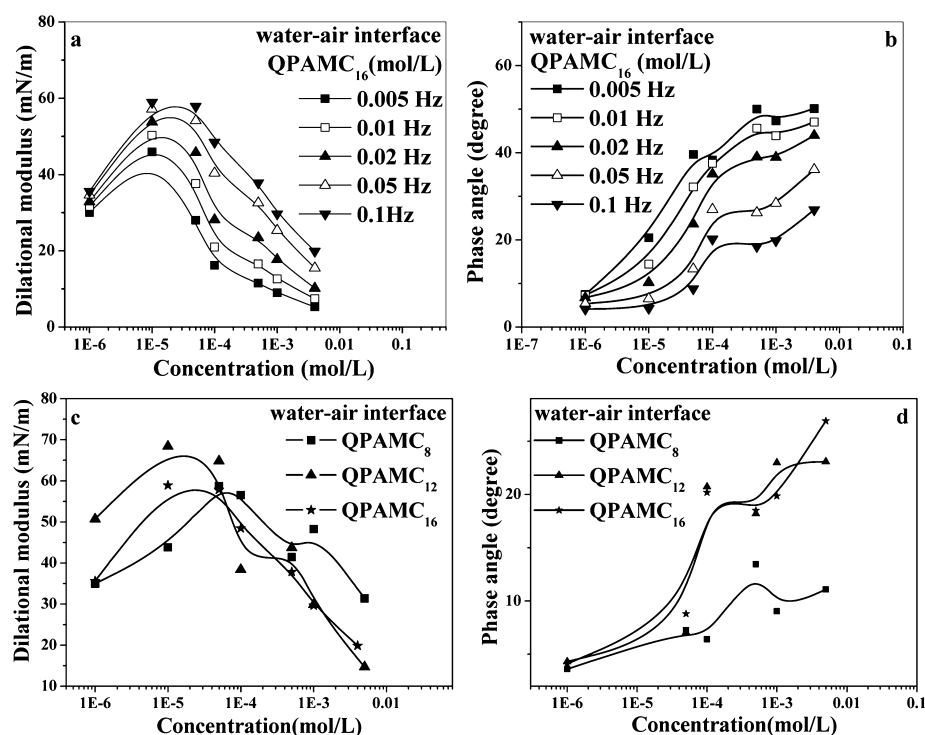 80
60
40
20
0
Dilational modulus (mN/m)
a
water-air interface
QPAMC16(mol/L)
0.005 Hz
0.01 Hz
0.02 Hz
0.05 Hz
0.1Hz
1E-6 1E-5 1E-4 1E-3 0.01 0.1
Concentration (mol/L)
60
40
20
0
Phase angle (degree)
b
water-air interface
QPAMC16(mol/L)
0.005 Hz
0.01 Hz
0.02 Hz
0.05 Hz
0.1 Hz
1E-7 1E-6 1E-5 1E-4 1E-3 0.01 0.1
Concentration (mol/L)
80
70
60
50
40
30
20
10
Dilational modulus (mN/m)
c
water-air interface
QPAMC8
QPAMC12
QPAMC16
1E-6 1E-5 1E-4 1E-3 0.01
Concentration(mol/L)
20
10
Phase angle (degree)
d
water-air interface
QPAMC8
QPAMC12
QPAMC16
1E-6 1E-5 1E-4 1E-3 0.01 0.1
Concentration(mol/L)